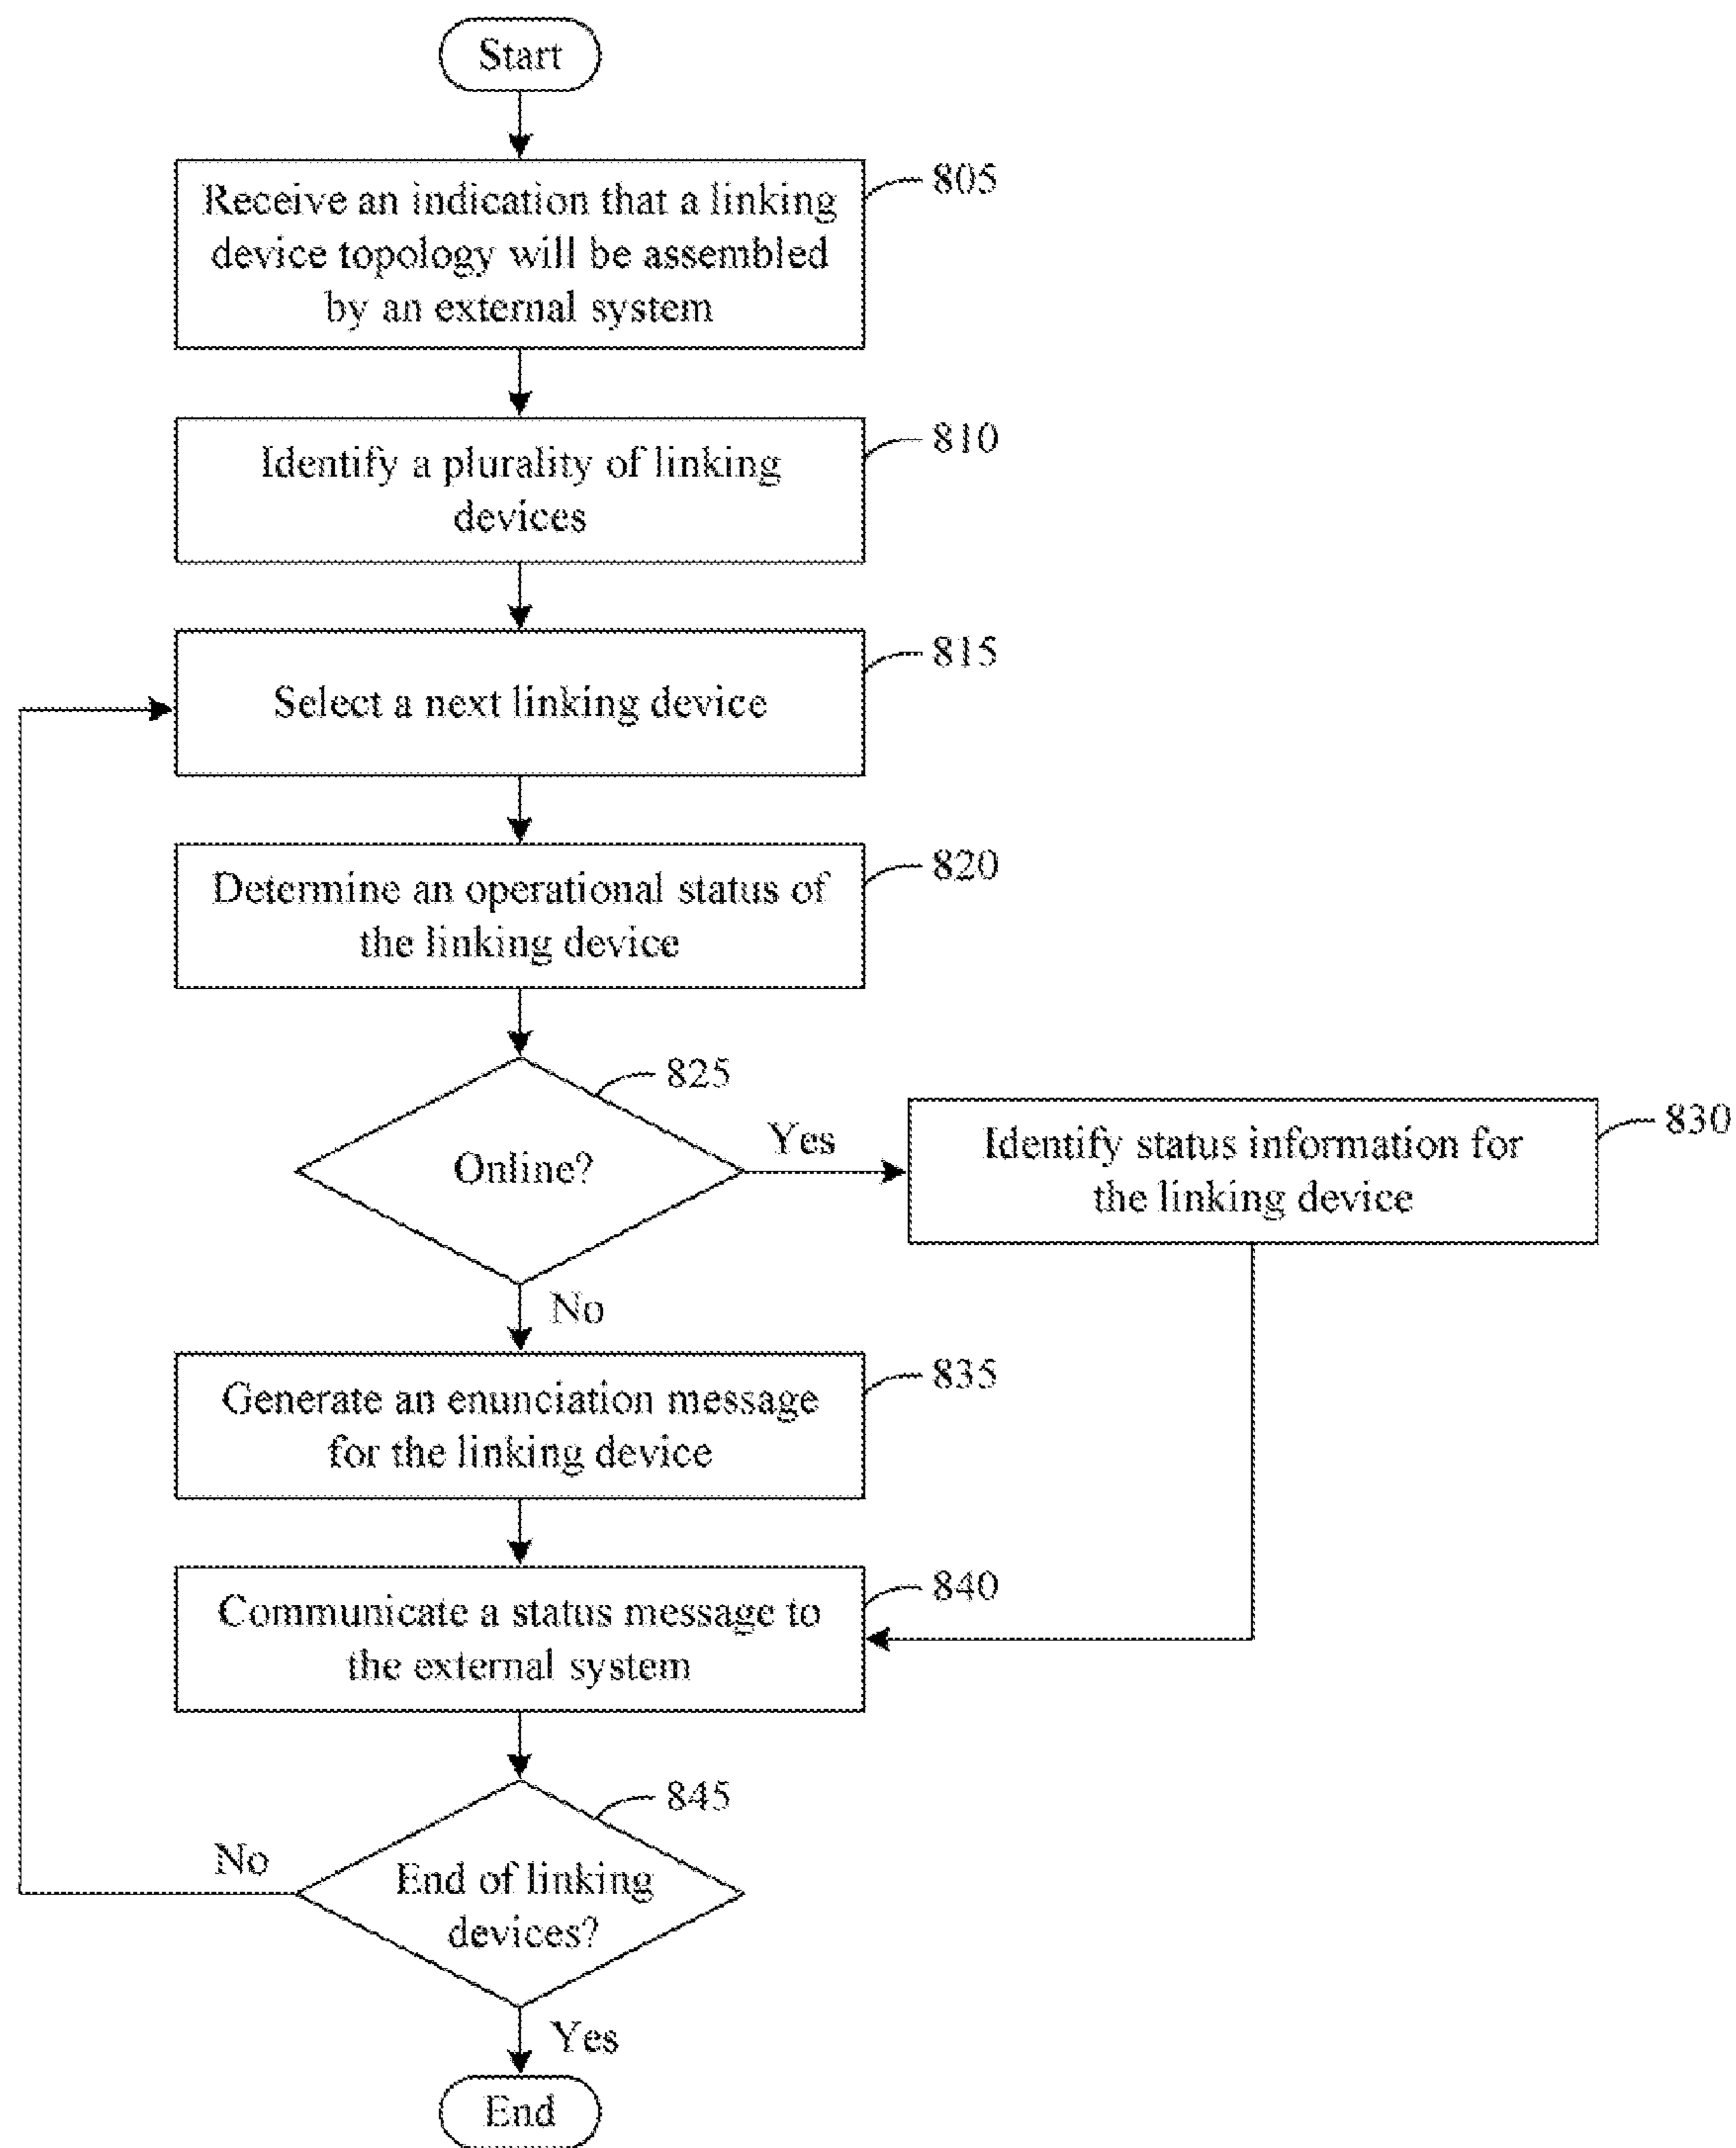 Start
Receive an indication that a linking
device topology will be assembled
by an external system
805
Identify a plurality of linking
devices
810
Select a next linking device
815
Determine an operational status of
the linking device
820
Online?
825
Yes
Identify status information for
the linking device
830
No
Generate an enunciation message
for the linking device
835
Communicate a status message to
the external system
840
End of linking
devices?
845
No
Yes
End